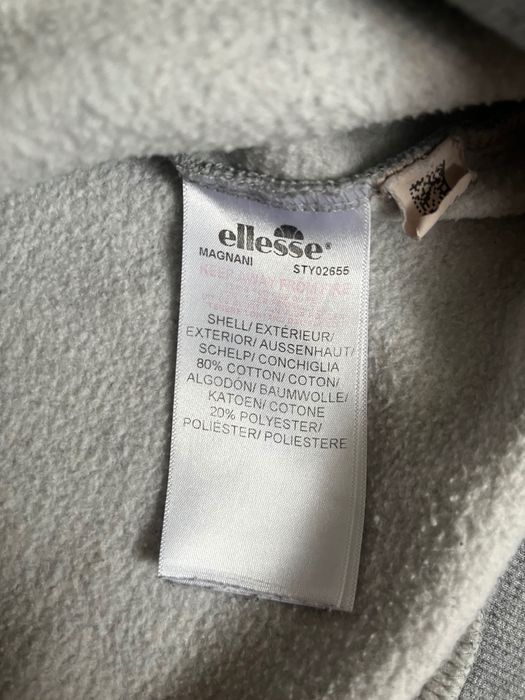 ellesse®
MAGNANI STY02655
KEEP AWAY FROM FIRE
SHELL/ EXTÉRIEUR/
EXTERIOR/ AUSSENHAUT/
SCHELP/ CONCHIGLIA
80% COTTON/ COTON/
ALGODÓN/ BAUMWOLLE/
KATOEN/ COTONE
20% POLYESTER/
POLIÉSTER/ POLIESTERE